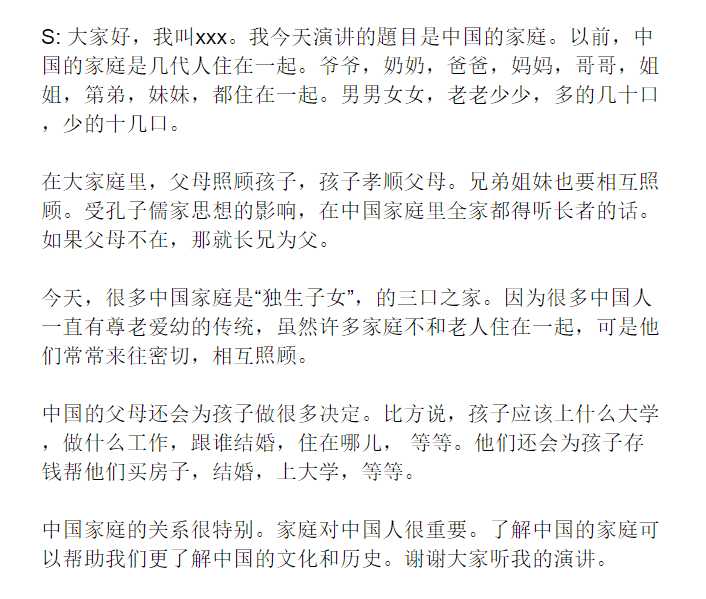 S: 大家好，我叫xxx。我今天演讲的题目是中国的家庭。以前，中
国的家庭是几代人住在一起。爷爷，奶奶，爸爸，妈妈，哥哥，姐
姐，第弟，妹妹，都住在一起。男男女女，老老少少，多的几十口
，少的十几口。
在大家庭里，父母照顾孩子，孩子孝顺父母。兄弟姐妹也要相互照
顾。受孔子儒家思想的影响，在中国家庭里全家都得听长者的话。
如果父母不在，那就长兄为父。
今天，很多中国家庭是“独生子女”，的三口之家。因为很多中国人
一直有尊老爱幼的传统，虽然许多家庭不和老人住在一起，可是他
们常常来往密切，相互照顾。
中国的父母还会为孩子做很多决定。比方说，孩子应该上什么大学
，做什么工作，跟谁结婚，住在哪儿， 等等。他们还会为孩子存
钱帮他们买房子，结婚，上大学，等等。
中国家庭的关系很特别。家庭对中国人很重要。了解中国的家庭可
以帮助我们更了解中国的文化和历史。谢谢大家听我的演讲。